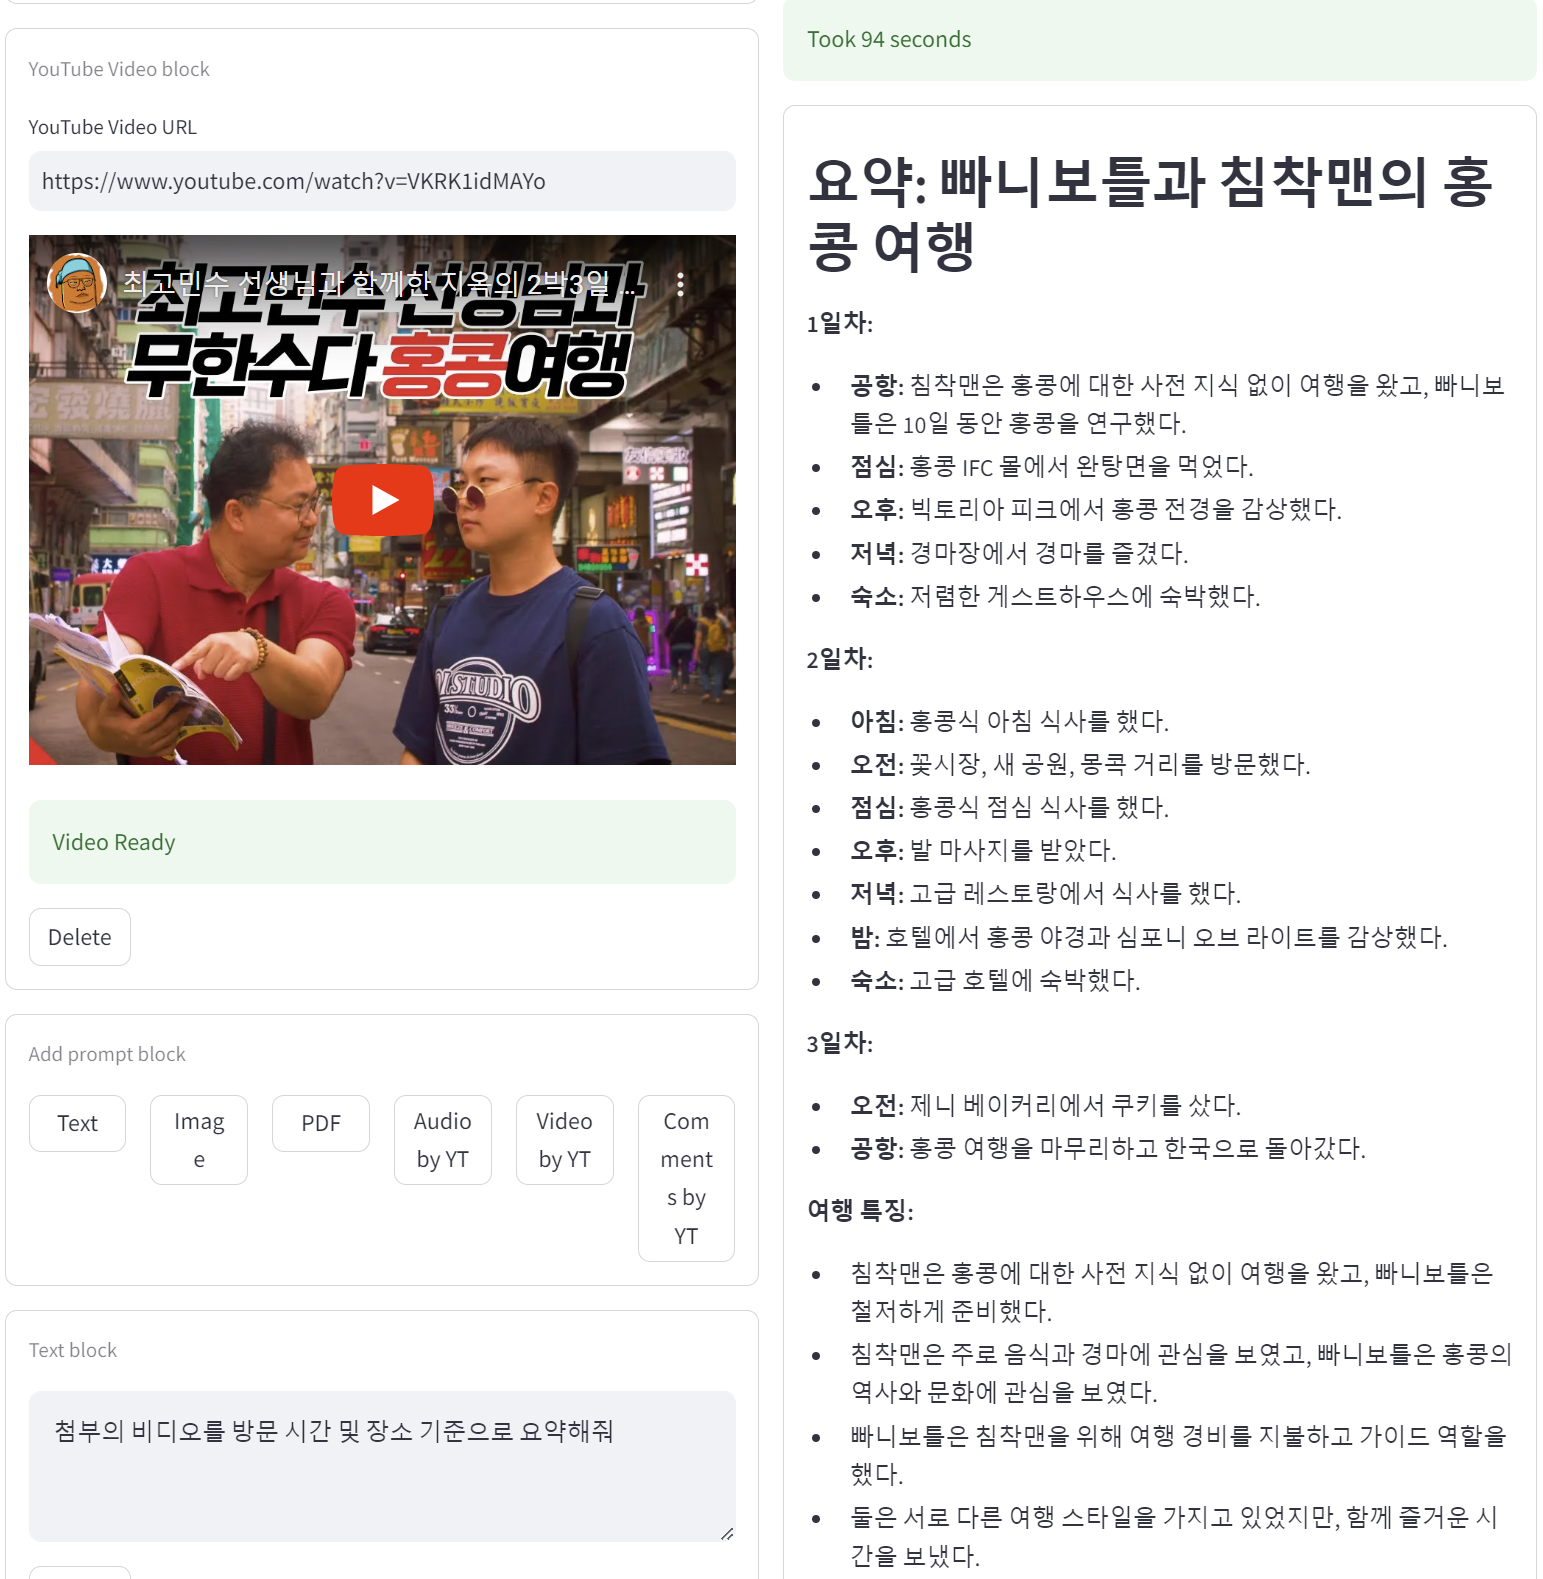 YouTube Video block
YouTube Video URL
https://www.youtube.com/watch?v=VKRK1idMAYo
최고민수 선생님과 함께한 지옥의 2박3일 ...
최고민수 선생님과
무한수다 홍콩여행
STUDIO
Video Ready
Delete
Add prompt block
Text
Imag
e
PDF
Audio
by YT
Video
by YT
Com
ment
s by
YT
Text block
첨부의 비디오를 방문 시간 및 장소 기준으로 요약해줘
Took 94 seconds
요약: 빠니보틀과 침착맨의 홍
콩 여행
1일차:
공항: 침착맨은 홍콩에 대한 사전 지식 없이 여행을 왔고, 빠니보
틀은 10일 동안 홍콩을 연구했다.
점심: 홍콩 IFC 몰에서 완탕면을 먹었다.
오후: 빅토리아 피크에서 홍콩 전경을 감상했다.
저녁: 경마장에서 경마를 즐겼다.
숙소: 저렴한 게스트하우스에 숙박했다.
2일차:
아침: 홍콩식 아침 식사를 했다.
오전: 꽃시장, 새 공원, 몽콕 거리를 방문했다.
점심: 홍콩식 점심 식사를 했다.
오후: 발 마사지를 받았다.
저녁: 고급 레스토랑에서 식사를 했다.
밤: 호텔에서 홍콩 야경과 심포니 오브 라이트를 감상했다.
숙소: 고급 호텔에 숙박했다.
3일차:
오전: 제니 베이커리에서 쿠키를 샀다.
공항: 홍콩 여행을 마무리하고 한국으로 돌아갔다.
여행 특징:
침착맨은 홍콩에 대한 사전 지식 없이 여행을 왔고, 빠니보틀은
철저하게 준비했다.
침착맨은 주로 음식과 경마에 관심을 보였고, 빠니보틀은 홍콩의
역사와 문화에 관심을 보였다.
빠니보틀은 침착맨을 위해 여행 경비를 지불하고 가이드 역할을
했다.
둘은 서로 다른 여행 스타일을 가지고 있었지만, 함께 즐거운 시
간을 보냈다.